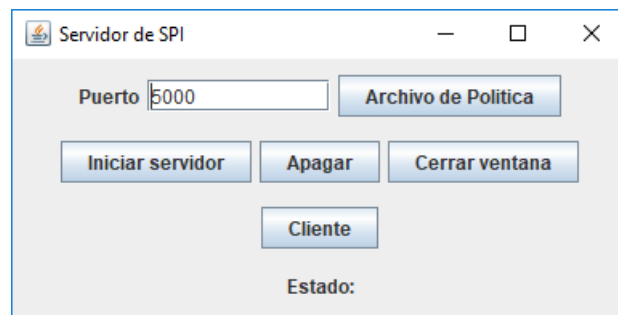 Servidor de SPI
Puerto 5000 Archivo de Politica
Iniciar servidor Apagar Cerrar ventana
Cliente
Estado: